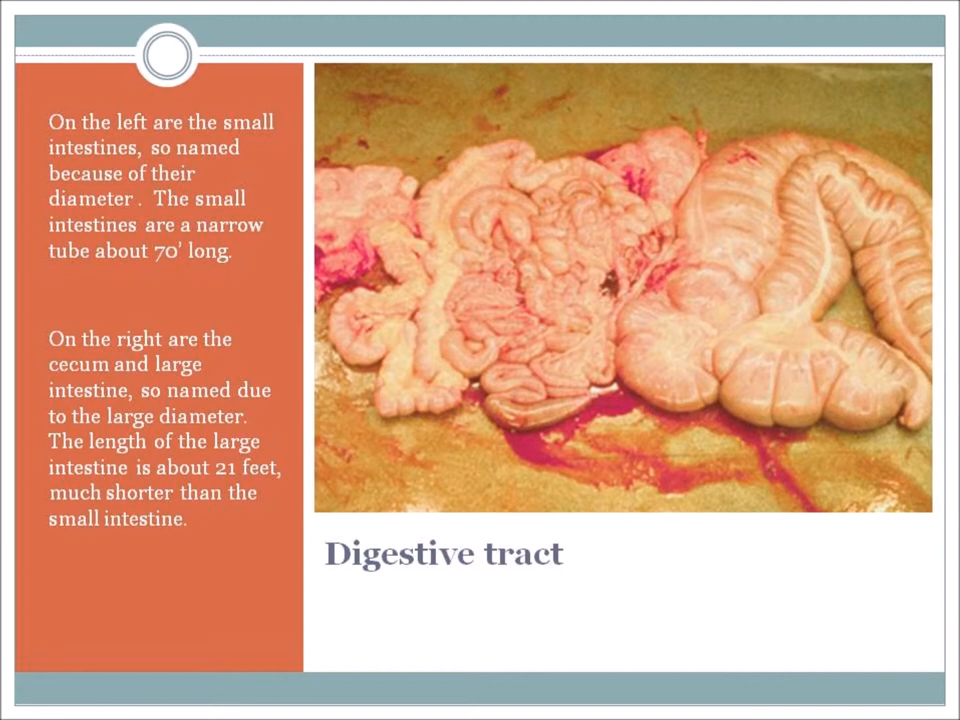 On the left are the small
intestines, so named
because of their
diameter .  The small
intestines are a narrow
tube about 70' long.
On the right are the
cecum and large
intestine, so named due
to the large diameter.
The length of the large
intestine is about 21 feet,
much shorter than the
small intestine.
Digestive tract